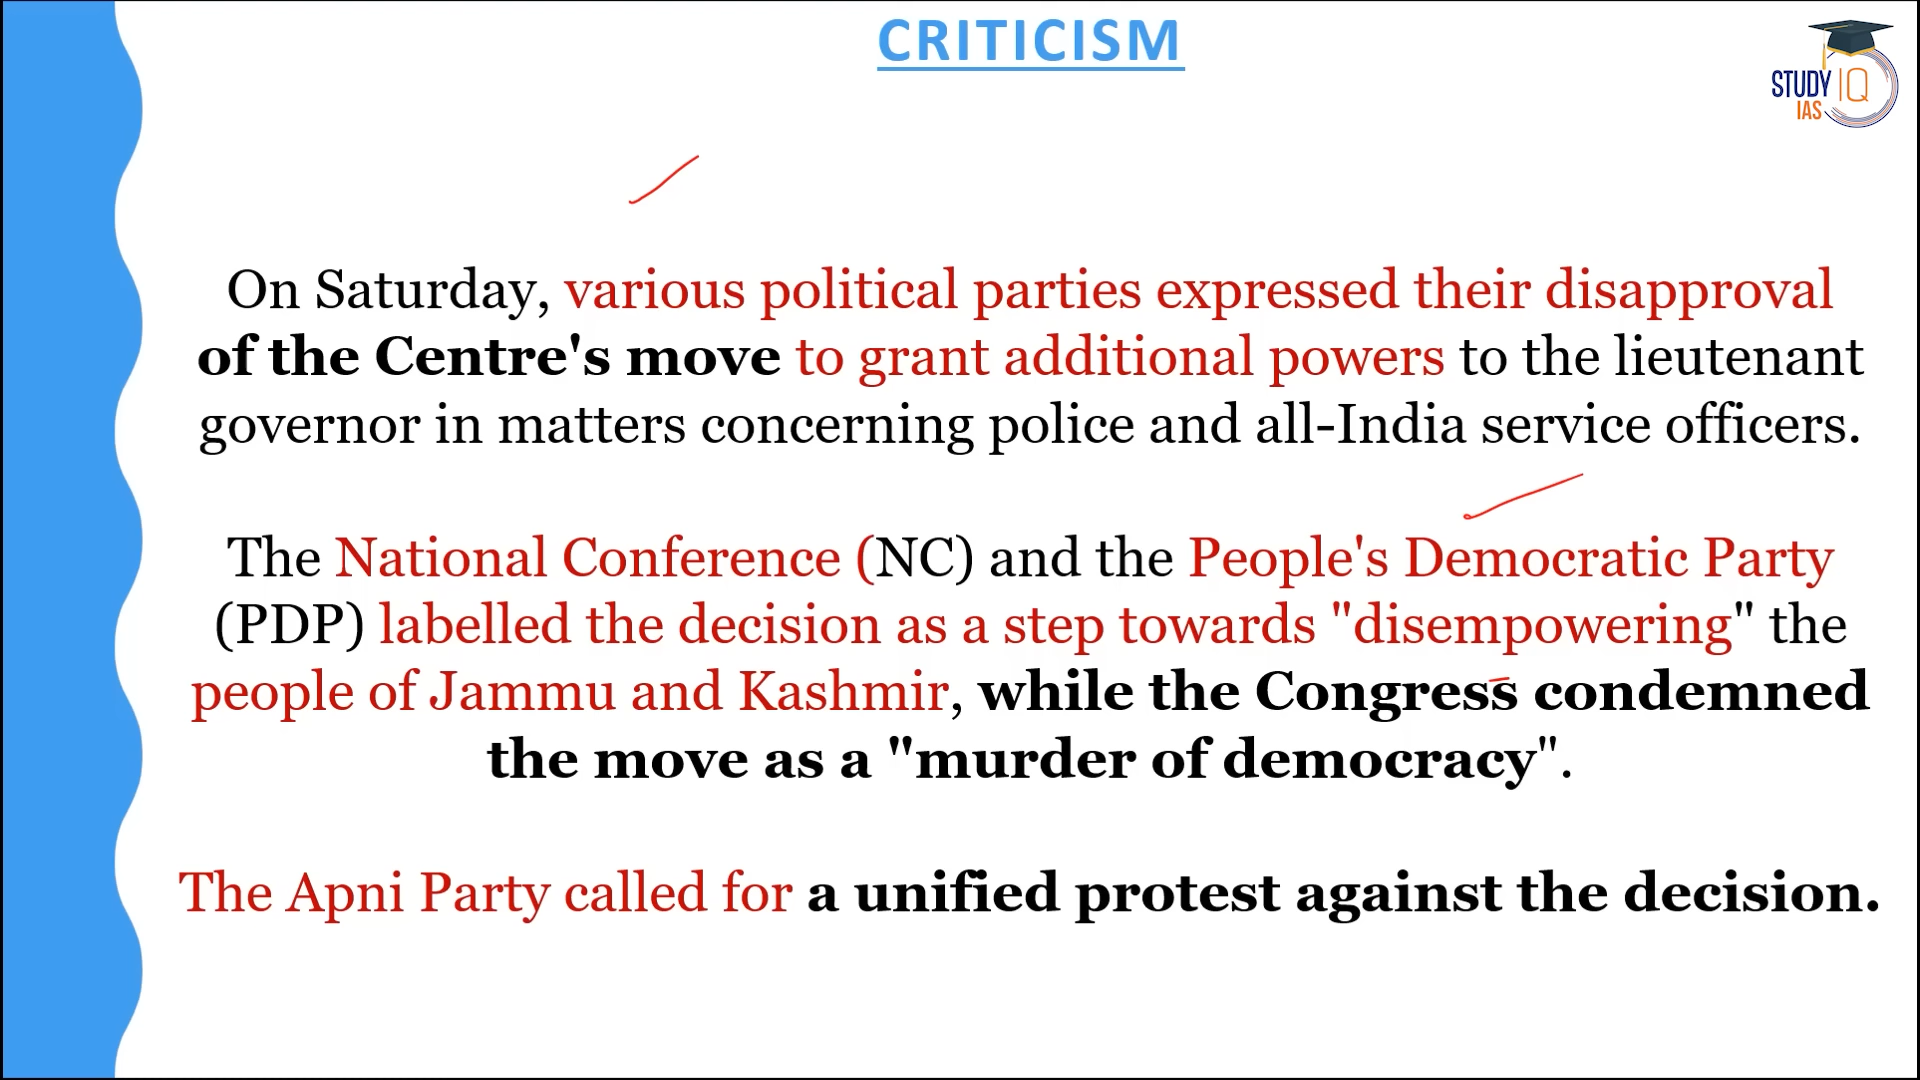 CRITICISM
STUDY IQ
IAS
On Saturday, various political parties expressed their disapproval
of the Centre's move to grant additional powers to the lieutenant
governor in matters concerning police and all-India service officers.
The National Conference (NC) and the People's Democratic Party
(PDP) labelled the decision as a step towards "disempowering" the
people of Jammu and Kashmir, while the Congress condemned
the move as a "murder of democracy".
The Apni Party called for a unified protest against the decision.